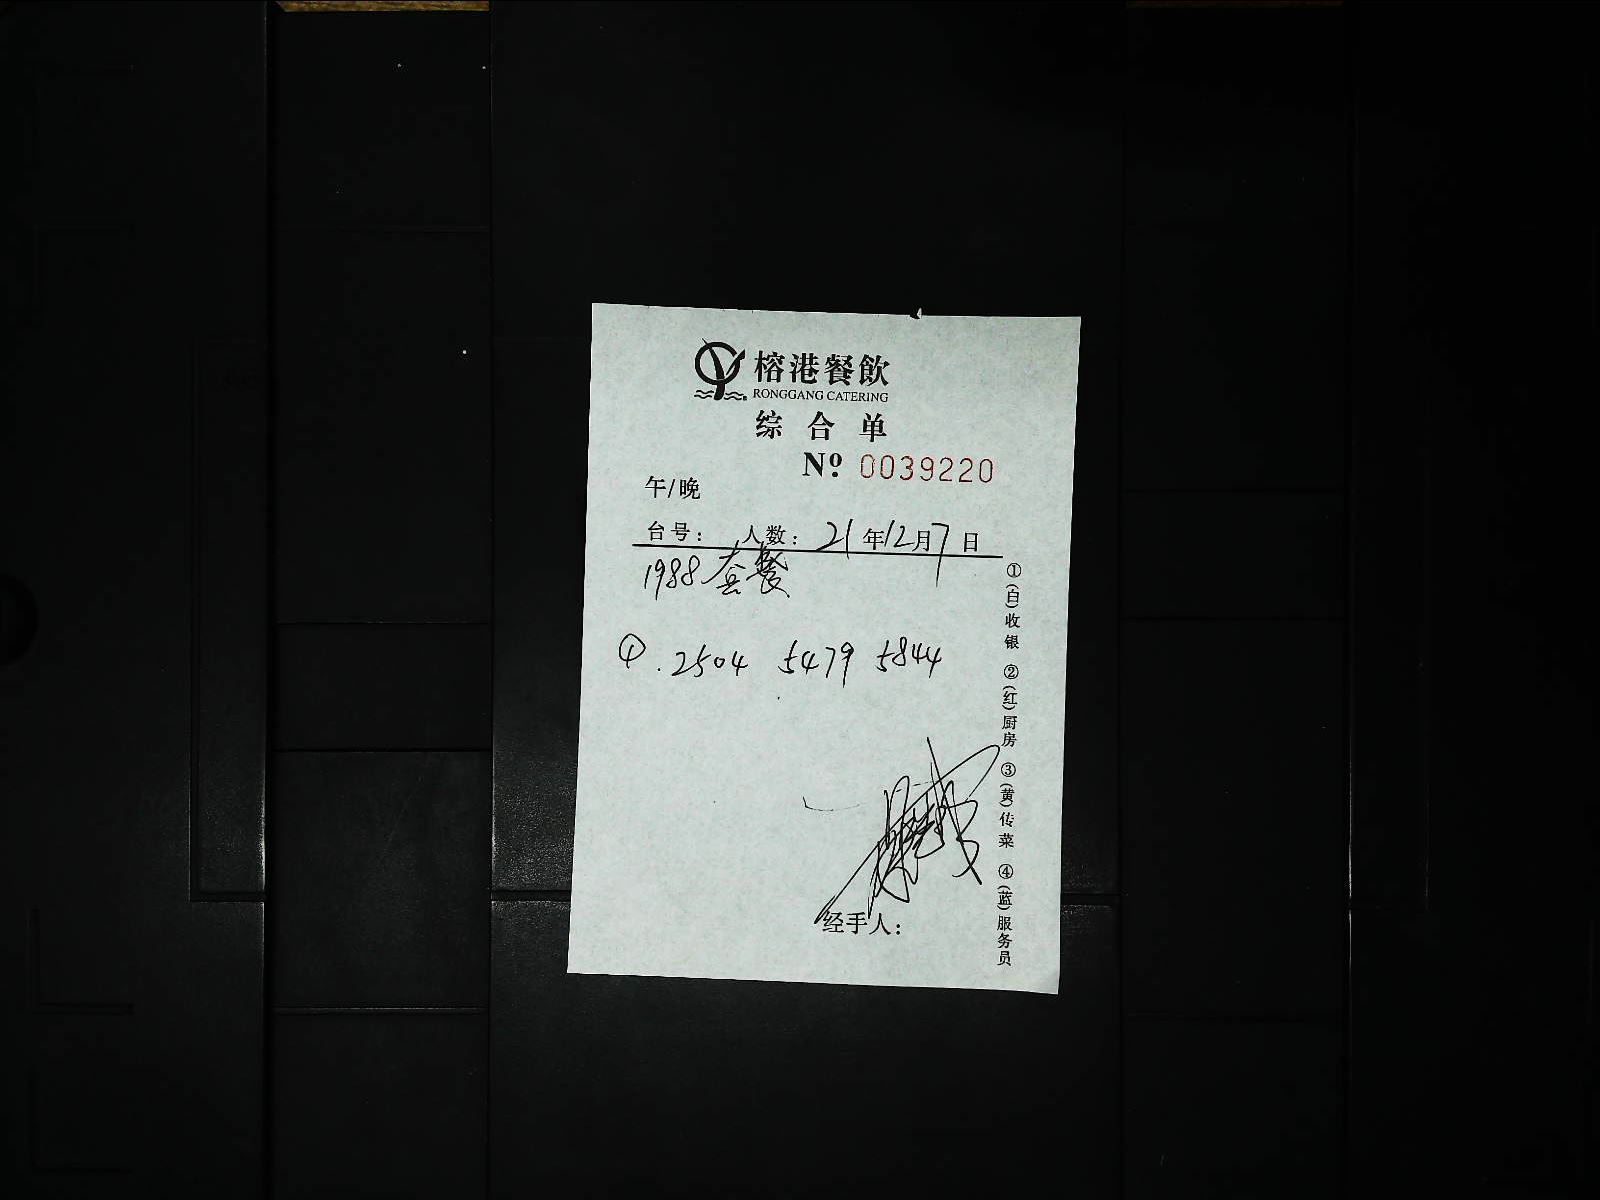 榕港餐飲
RONGGANG CATERING
综合单
Nº 0039220
午/晚
台号: 人数: 21年12月7日
1988套餐
①. 2504 5479 5844
经手人:
①(白)收银 ②(红)厨房 ③(黄)传菜 ④(蓝)服务员